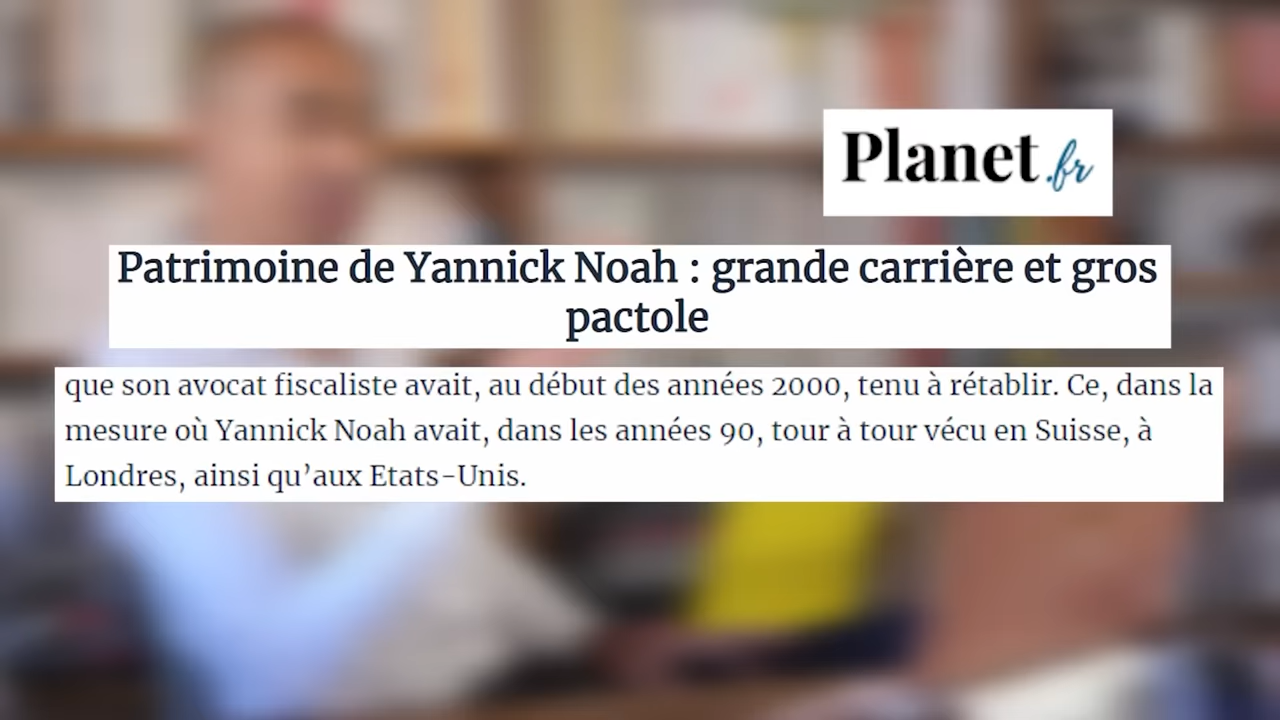 Planet.fr
Patrimoine de Yannick Noah : grande carrière et gros
pactole
que son avocat fiscaliste avait, au début des années 2000, tenu à rétablir. Ce, dans la
mesure où Yannick Noah avait, dans les années 90, tour à tour vécu en Suisse, à
Londres, ainsi qu’aux Etats-Unis.